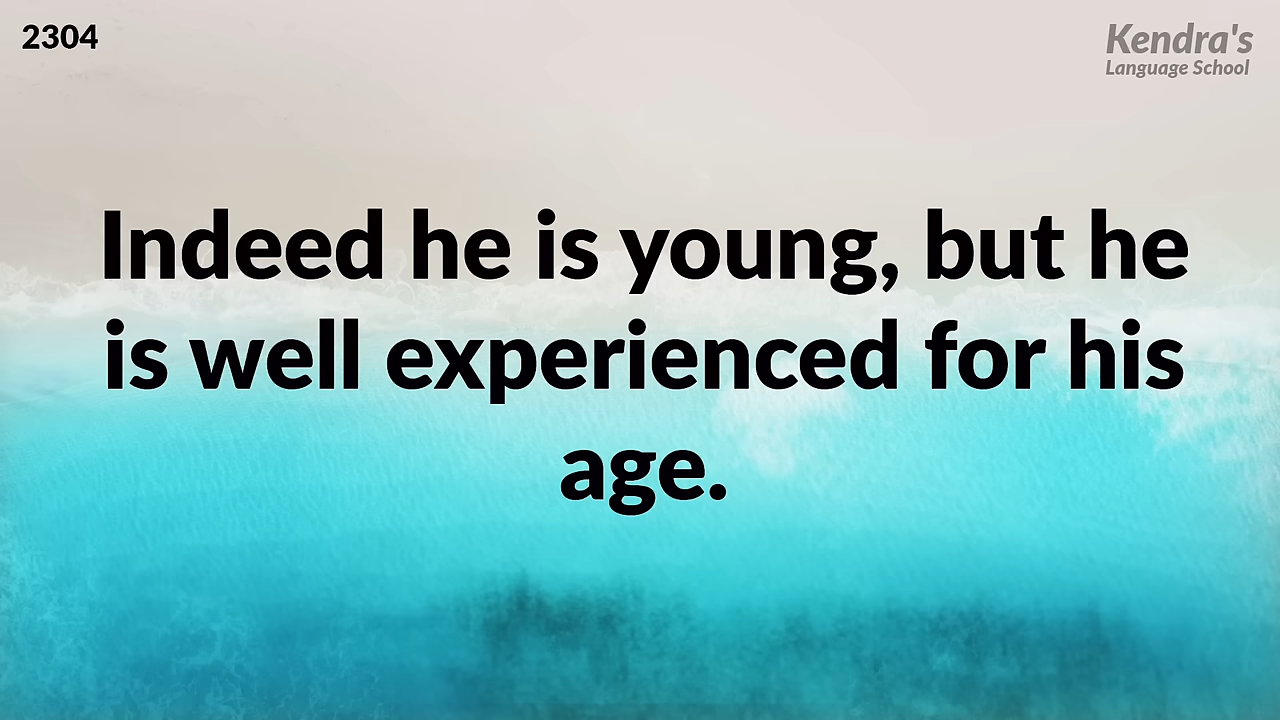 2304
Kendra's
Language School
Indeed he is young, but he
is well experienced for his
age.